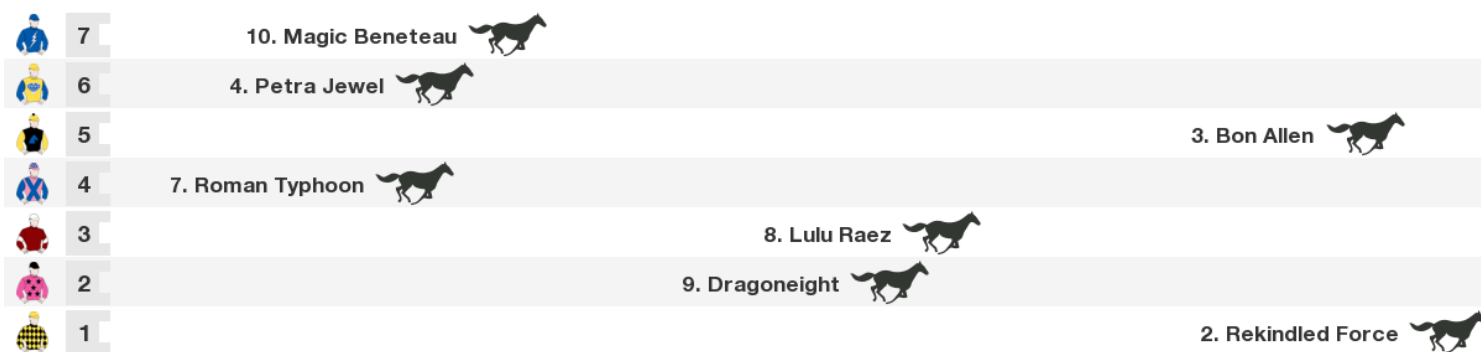 7 10. Magic Beneteau
6 4. Petra Jewel
5 3. Bon Allen
4 7. Roman Typhoon
3 8. Lulu Raez
2 9. Dragoneight
1 2. Rekindled Force